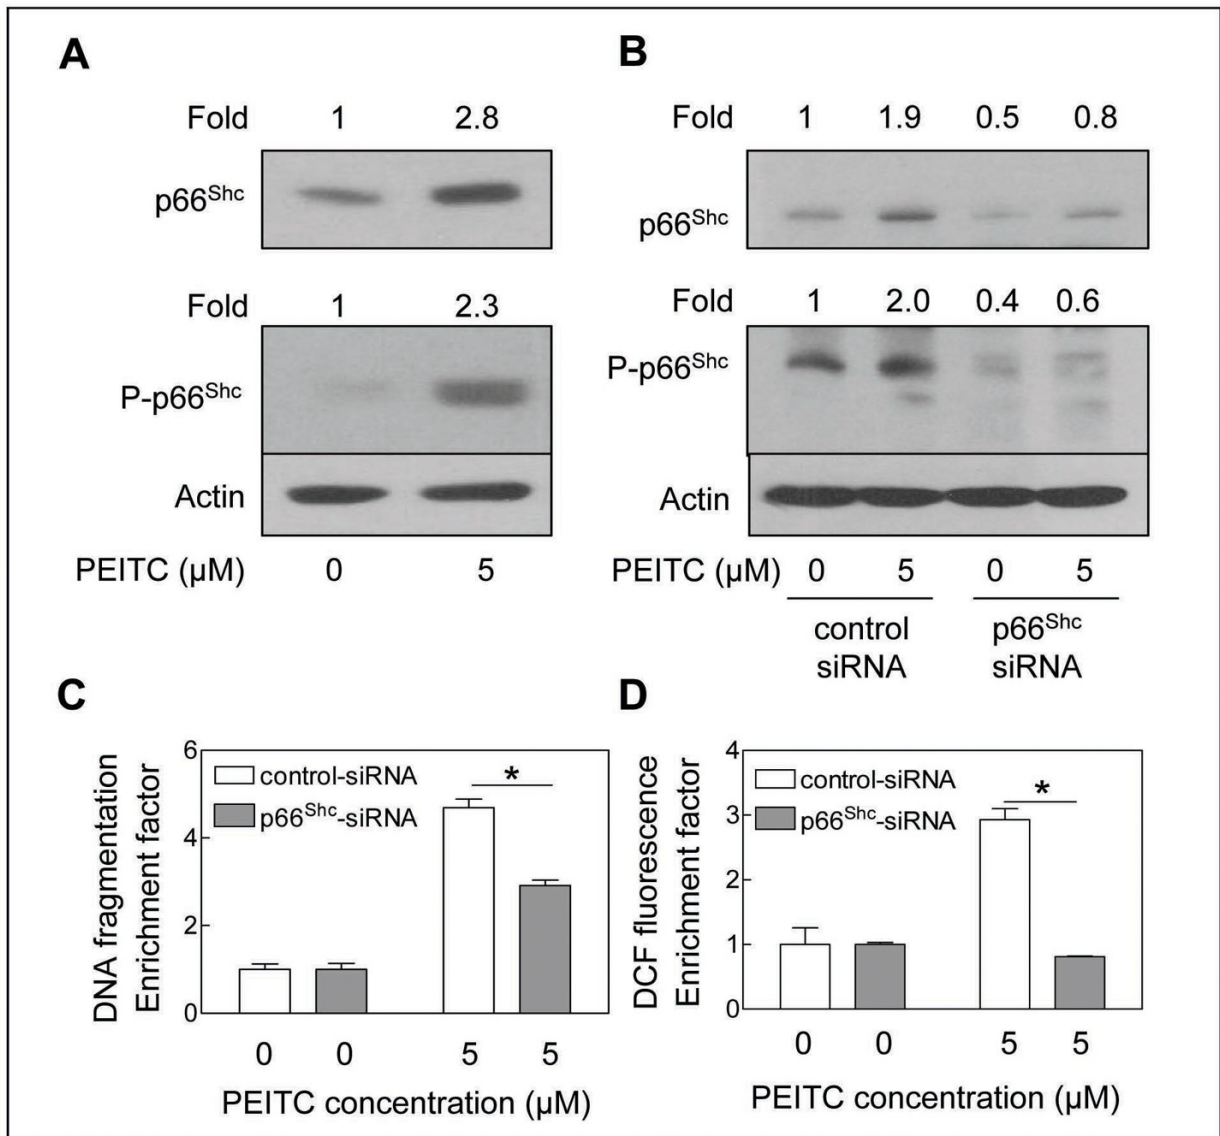 A
Fold 1 2.8
p66Shc
Fold 1 2.3
P-p66Shc
Actin
PEITC (µM) 0 5
B
Fold 1 1.9 0.5 0.8
p66Shc
Fold 1 2.0 0.4 0.6
P-p66Shc
Actin
PEITC (µM) 0 5 0 5
control siRNA
p66Shc siRNA
C
DNA fragmentation
Enrichment factor
6
4
2
0
control-siRNA
p66Shc-siRNA
*
0 0 5 5
PEITC concentration (µM)
D
DCF fluorescence
Enrichment factor
4
3
2
1
0
control-siRNA
p66Shc-siRNA
*
0 0 5 5
PEITC concentration (µM)